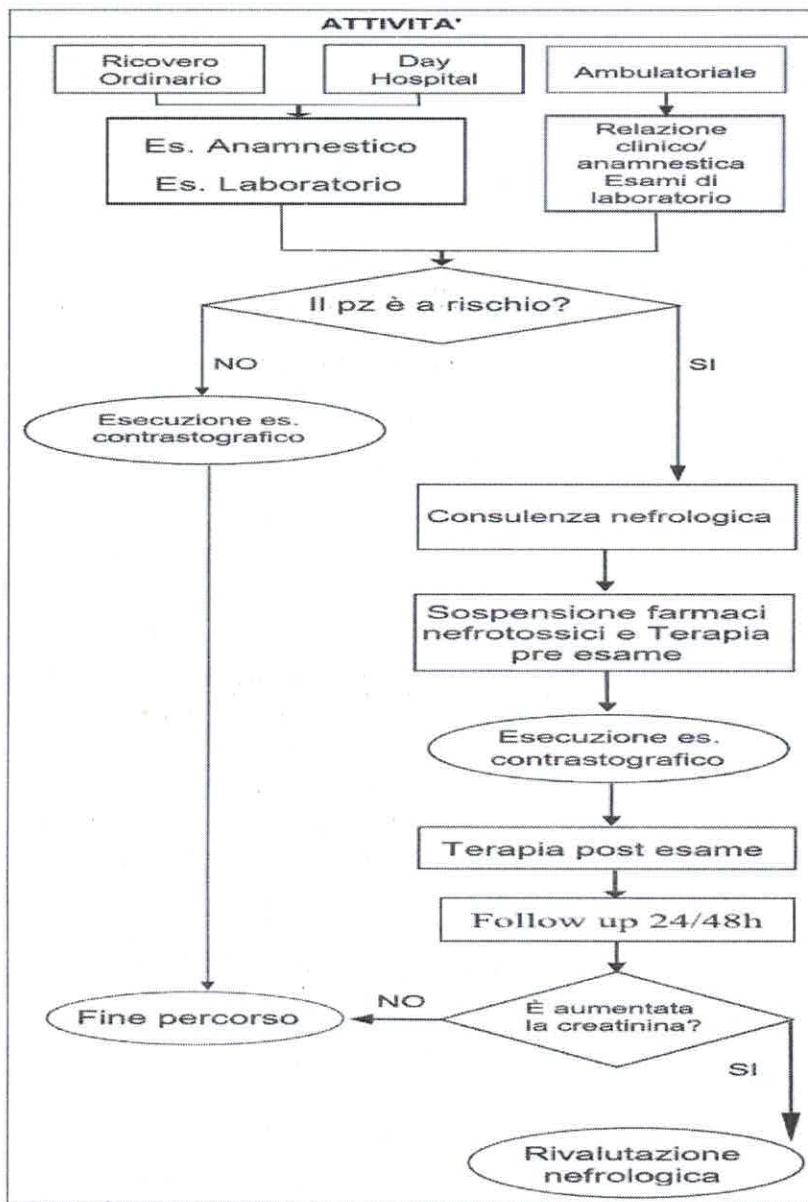 ATTIVITA'
Ricovero
Ordinario
Day
Hospital
Ambulatoriale
Es. Anamnestico
Es. Laboratorio
Relazione
clinico/
anamnestica
Esami di
laboratorio
Il pz è a rischio?
NO
SI
Esecuzione es.
contrastografico
Consulenza nefrologica
Sospensione farmaci
nefrotossici e Terapia
pre esame
Esecuzione es.
contrastografico
Terapia post esame
Follow up 24/48h
È aumentata
la creatinina?
NO
Fine percorso
SI
Rivalutazione
nefrologica